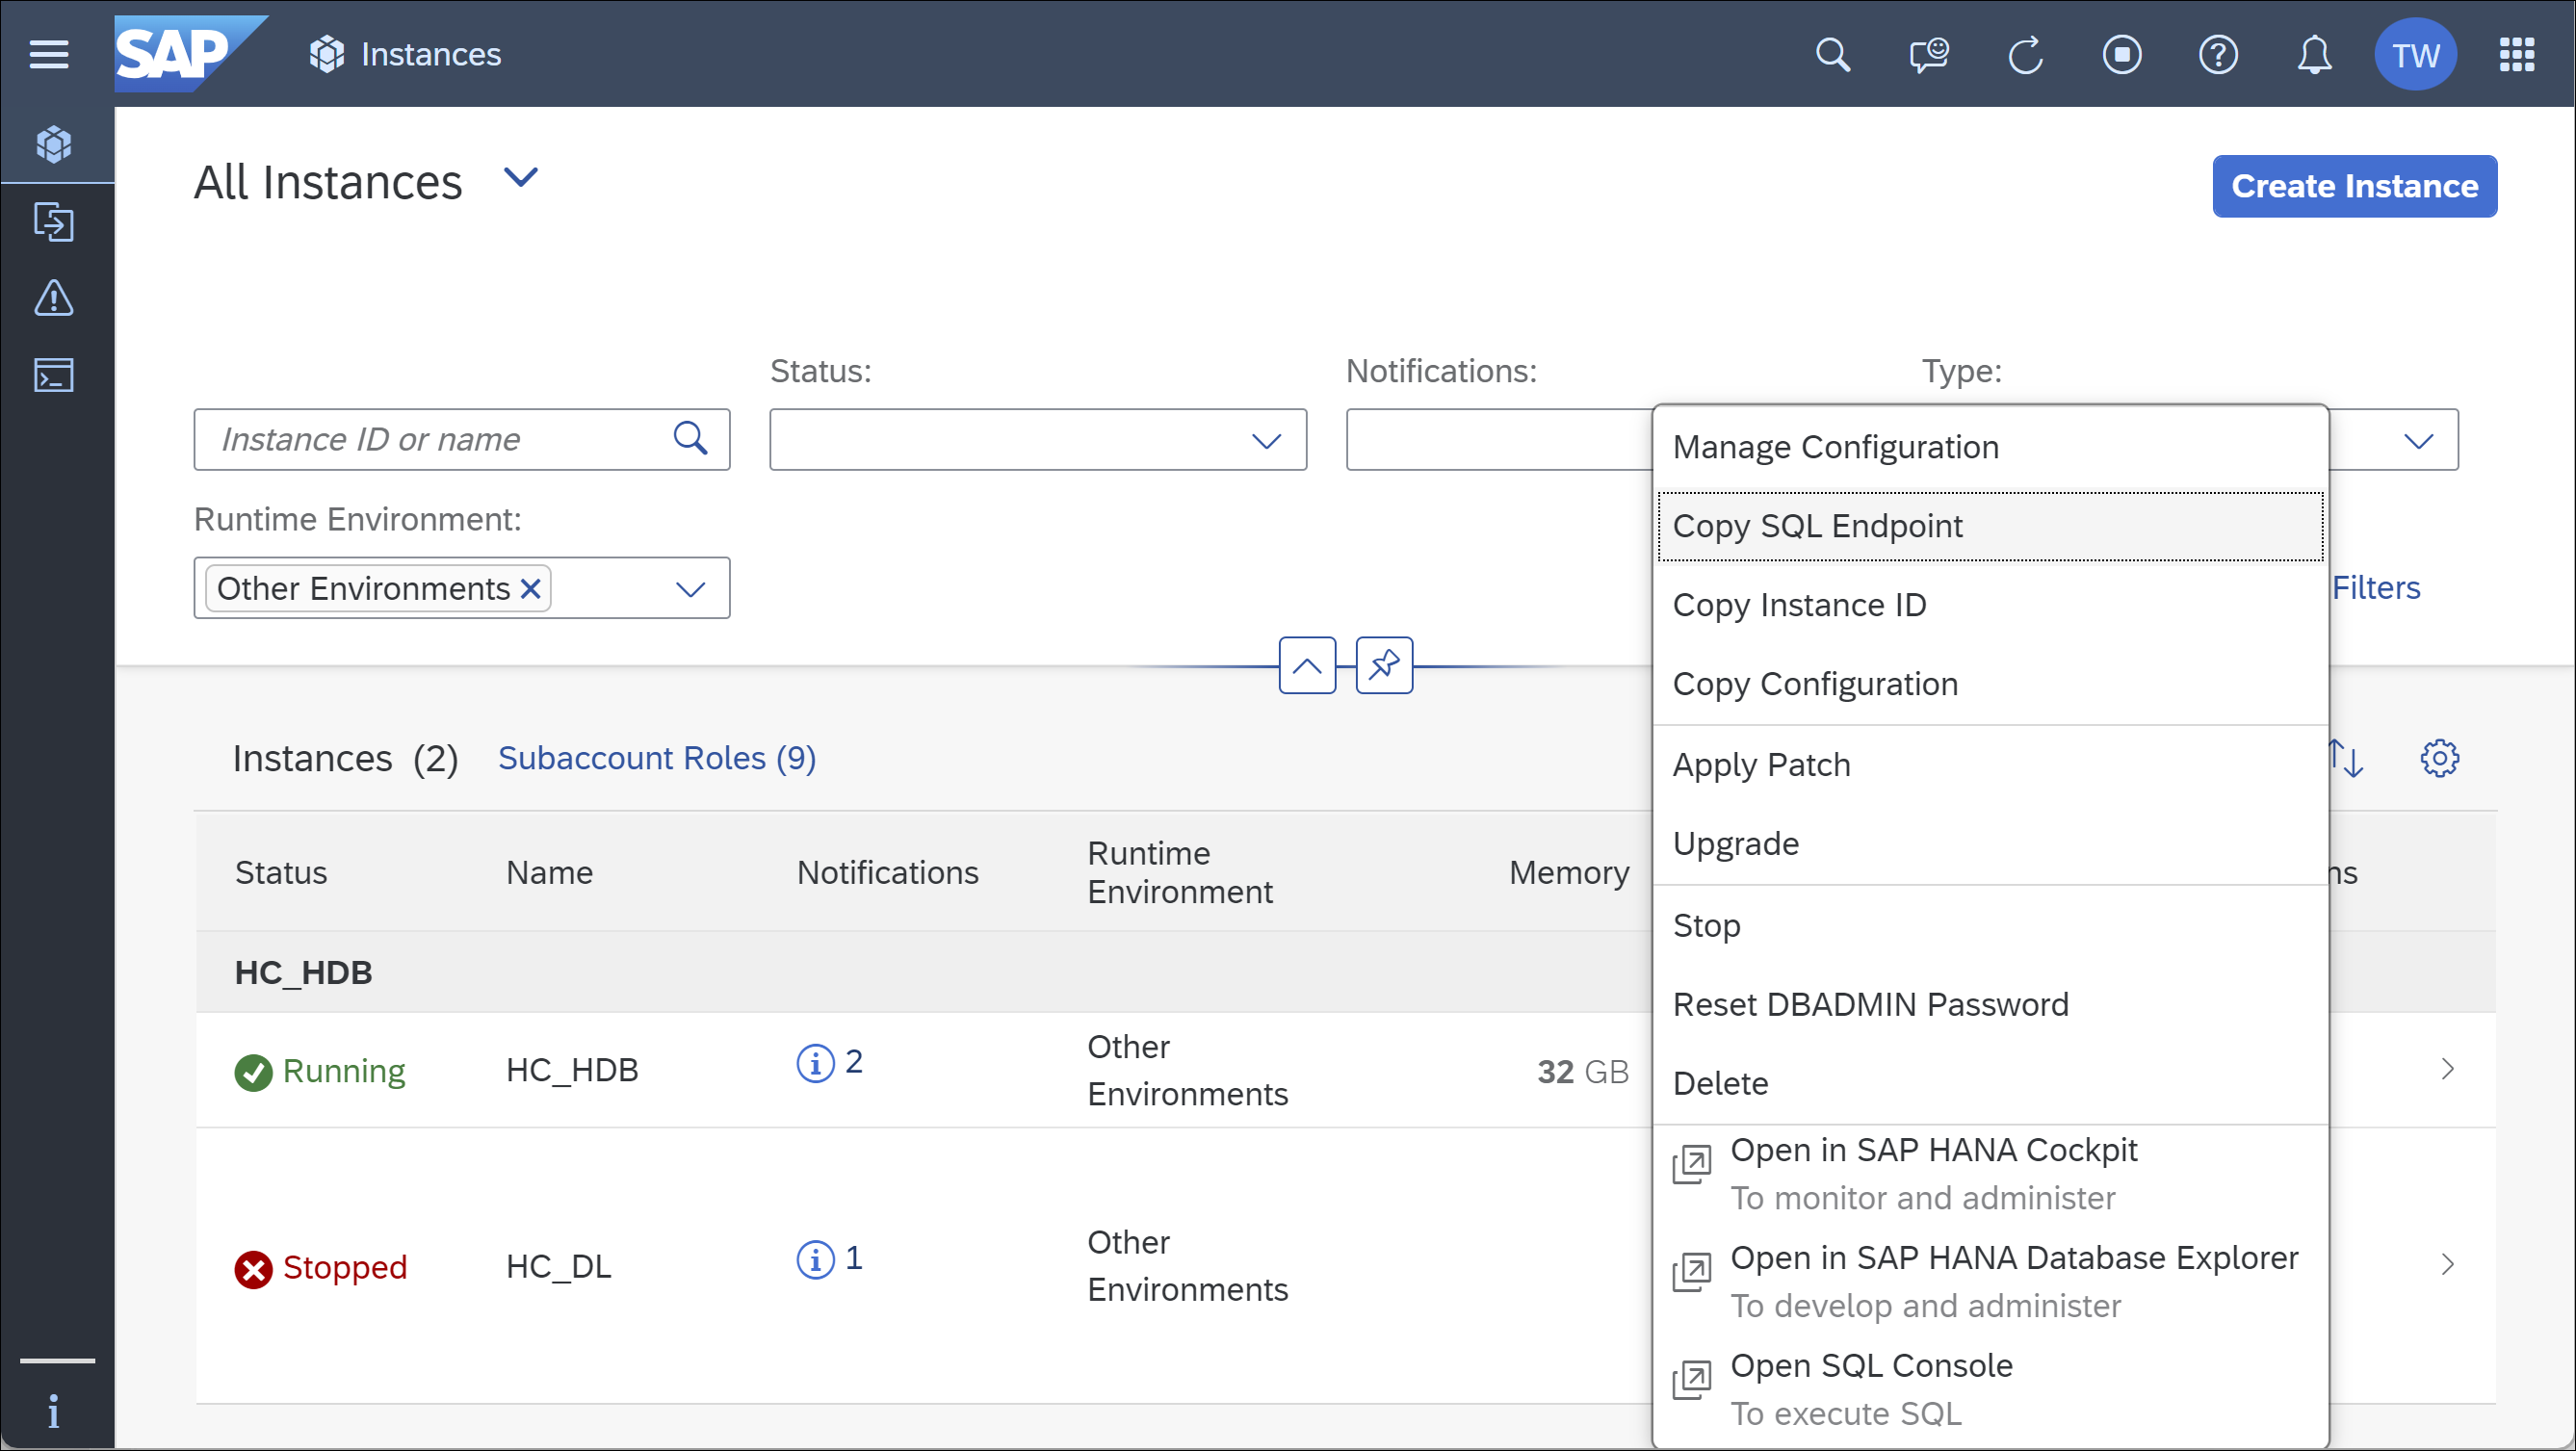 SAP
Instances
TW
All Instances
Create Instance
Status:
Notifications:
Type:
Instance ID or name
Runtime Environment:
Other Environments
Filters
Manage Configuration
Copy SQL Endpoint
Copy Instance ID
Copy Configuration
Apply Patch
Upgrade
Stop
Reset DBADMIN Password
Delete
Open in SAP HANA Cockpit
To monitor and administer
Open in SAP HANA Database Explorer
To develop and administer
Open SQL Console
To execute SQL
Instances (2)
Subaccount Roles (9)
Status
Name
Notifications
Runtime
Environment
Memory
ns
HC_HDB
Running
HC_HDB
2
Other
Environments
32 GB
Stopped
HC_DL
1
Other
Environments